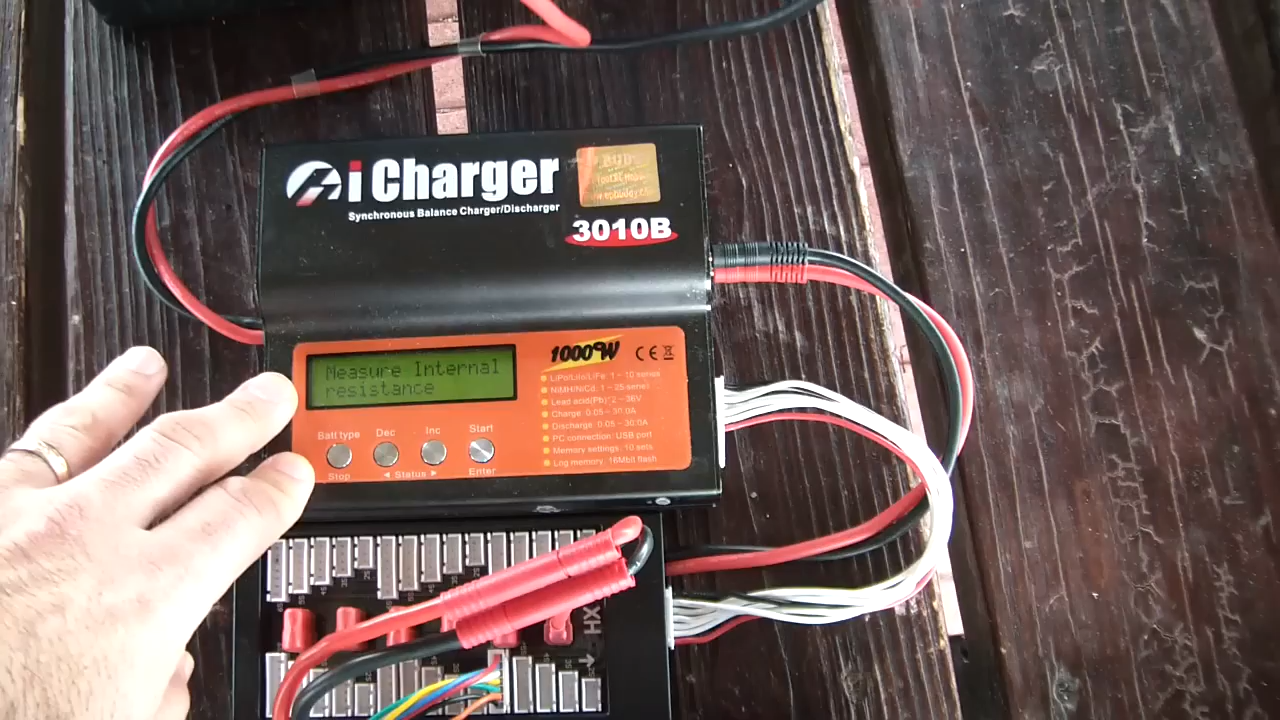 i Charger
Synchronous Balance Charger/Discharger
3010B
Measure Internal
resistance
1000W
CE
LiPo/LiIo/LiFe: 1 ~ 10 series
NiMH/NiCd: 1 ~ 25 series
Lead acid(Pb): 2 ~ 36V
Charge: 0.05 ~ 30.0A
Discharge: 0.05 ~ 30.0A
PC connection: USB port
Memory settings: 10 sets
Log memory: 16Mbit flash
Batt type Dec Inc Start
Stop ◄ Status ► Enter
HX